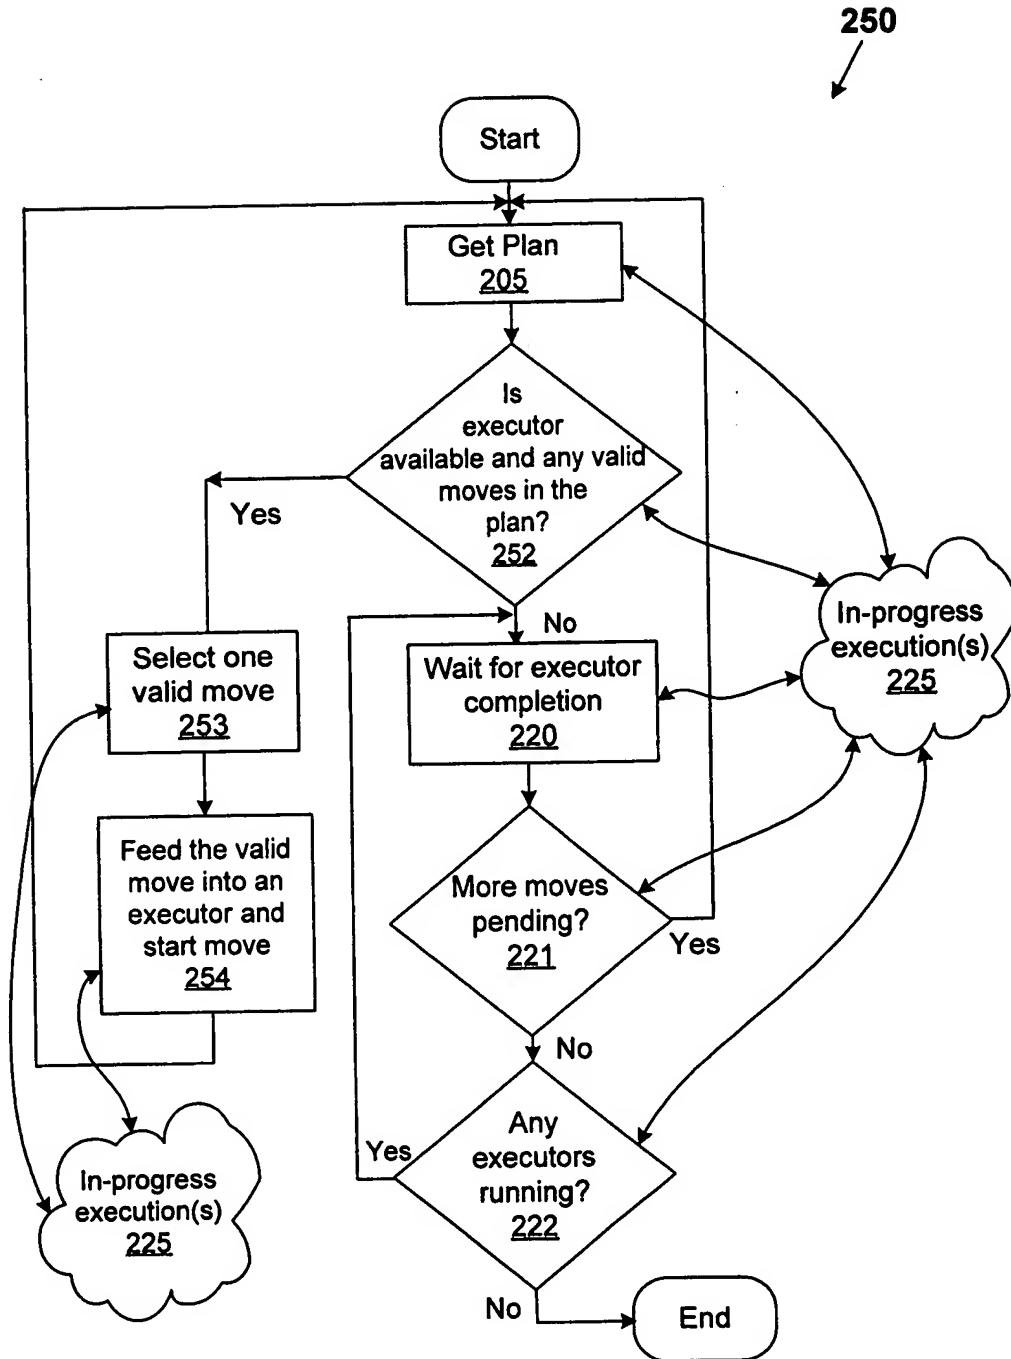 250
Start
Get Plan
205
Is
executor
available and any valid
moves in the
plan?
252
Yes
No
Select one
valid move
253
Wait for executor
completion
220
In-progress
execution(s)
225
Feed the valid
move into an
executor and
start move
254
More moves
pending?
221
Yes
No
Any
executors
running?
222
Yes
In-progress
execution(s)
225
No
End